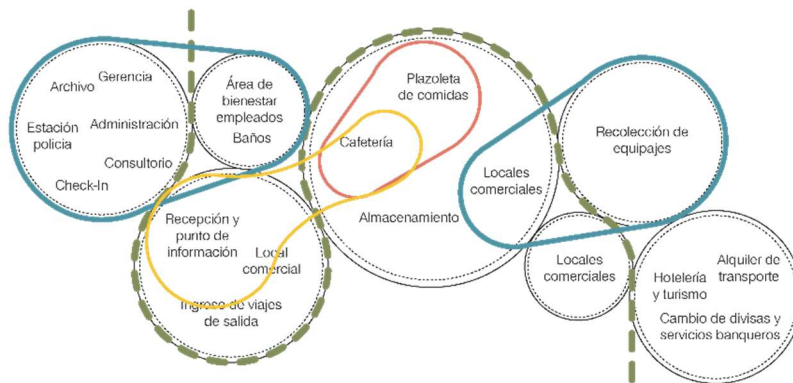 Archivo
Gerencia
Estación
policia
Administración
Consultorio
Check-In
Área de
bienestar
empleados
Baños
Recepción y
punto de
información
Local
comercial
Ingreso de viajes
de salida
Plazoleta
de comidas
Cafetería
Almacenamiento
Locales
comerciales
Recolección de
equipajes
Locales
comerciales
Alquiler de
transporte
Hotelería
y turismo
Cambio de divisas y
servicios banqueros